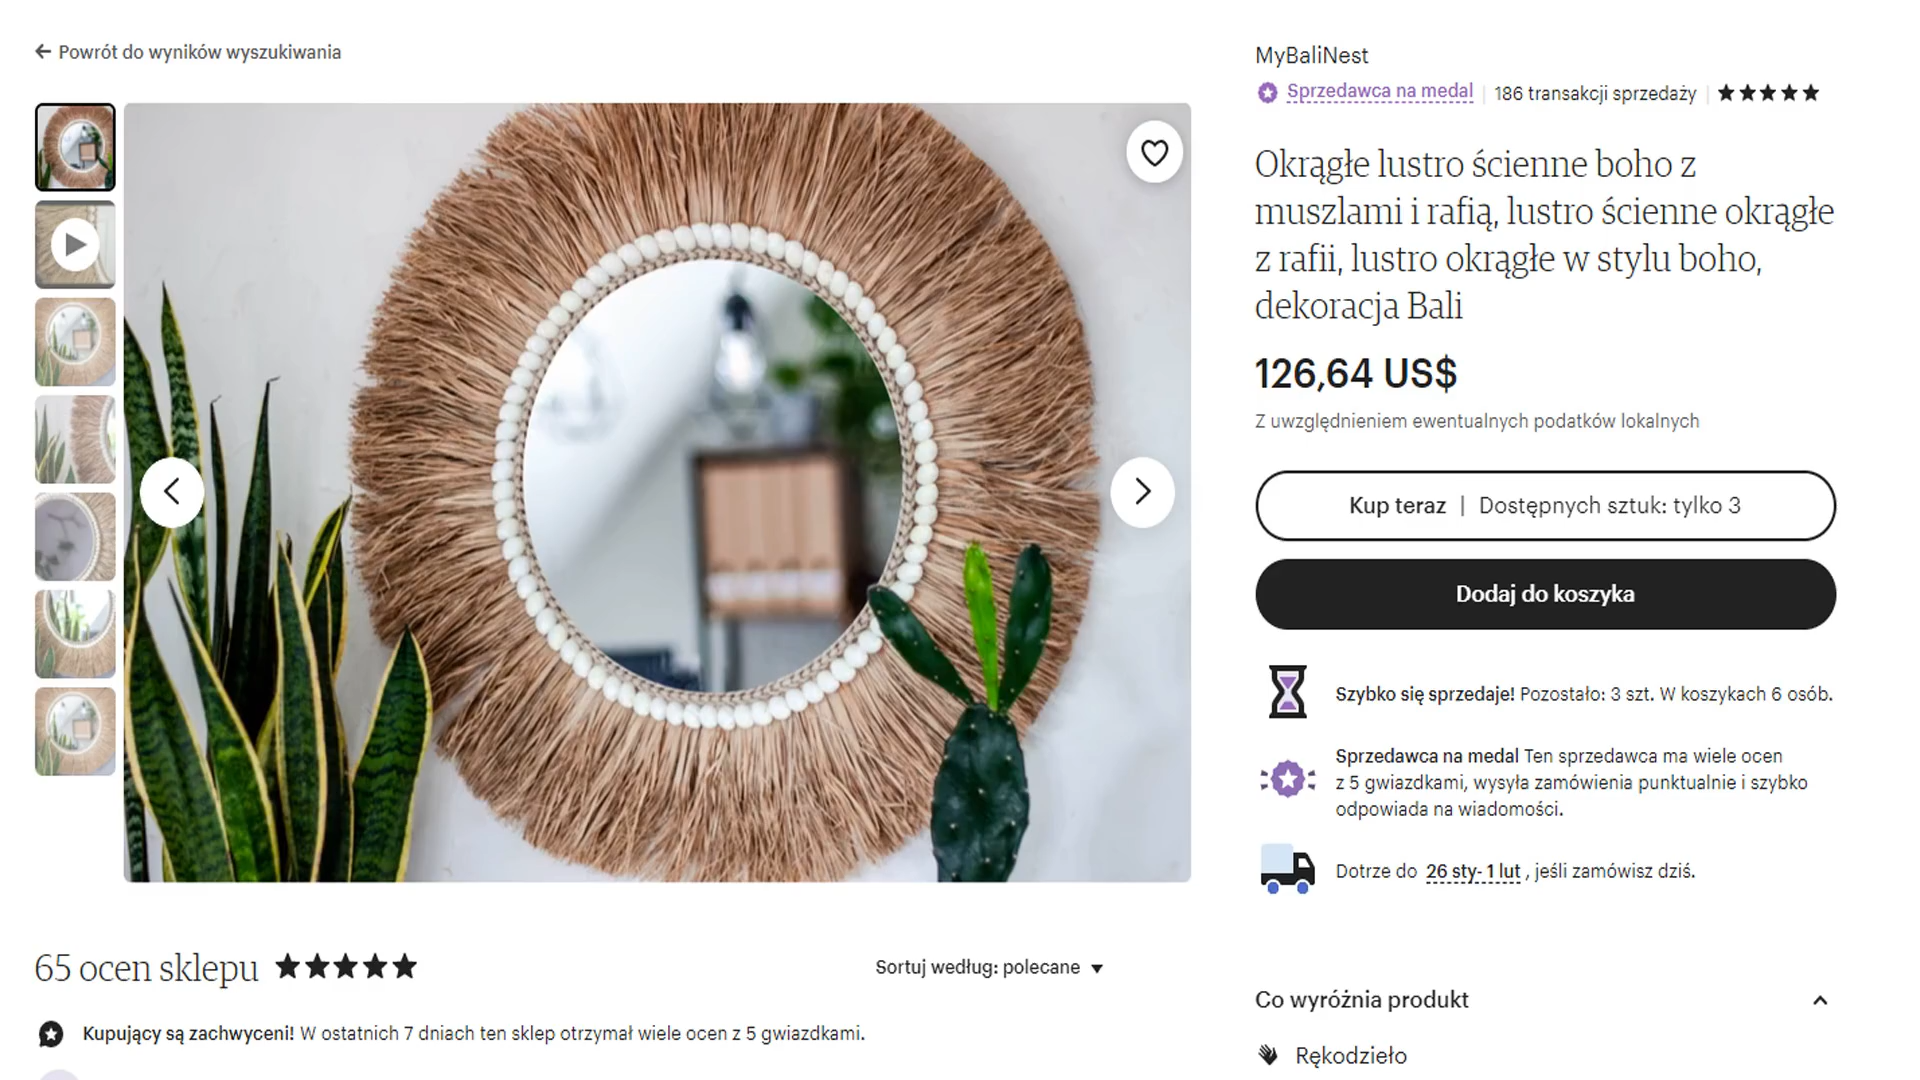 Powrót do wyników wyszukiwania
MyBaliNest
Sprzedawca na medal
186 transakcji sprzedaży
Okrągłe lustro ścienne boho z
muszlami i rafią, lustro ścienne okrągłe
z rafii, lustro okrągłe w stylu boho,
dekoracja Bali
126,64 US$
Z uwzględnieniem ewentualnych podatków lokalnych
Kup teraz | Dostępnych sztuk: tylko 3
Dodaj do koszyka
Szybko się sprzedaje! Pozostało: 3 szt. W koszykach 6 osób.
Sprzedawca na medal Ten sprzedawca ma wiele ocen
z 5 gwiazdkami, wysyła zamówienia punktualnie i szybko
odpowiada na wiadomości.
Dotrze do 26 sty- 1 lut , jeśli zamówisz dziś.
65 ocen sklepu
Sortuj według: polecane
Kupujący są zachwyceni! W ostatnich 7 dniach ten sklep otrzymał wiele ocen z 5 gwiazdkami.
Co wyróżnia produkt
Rękodzieło